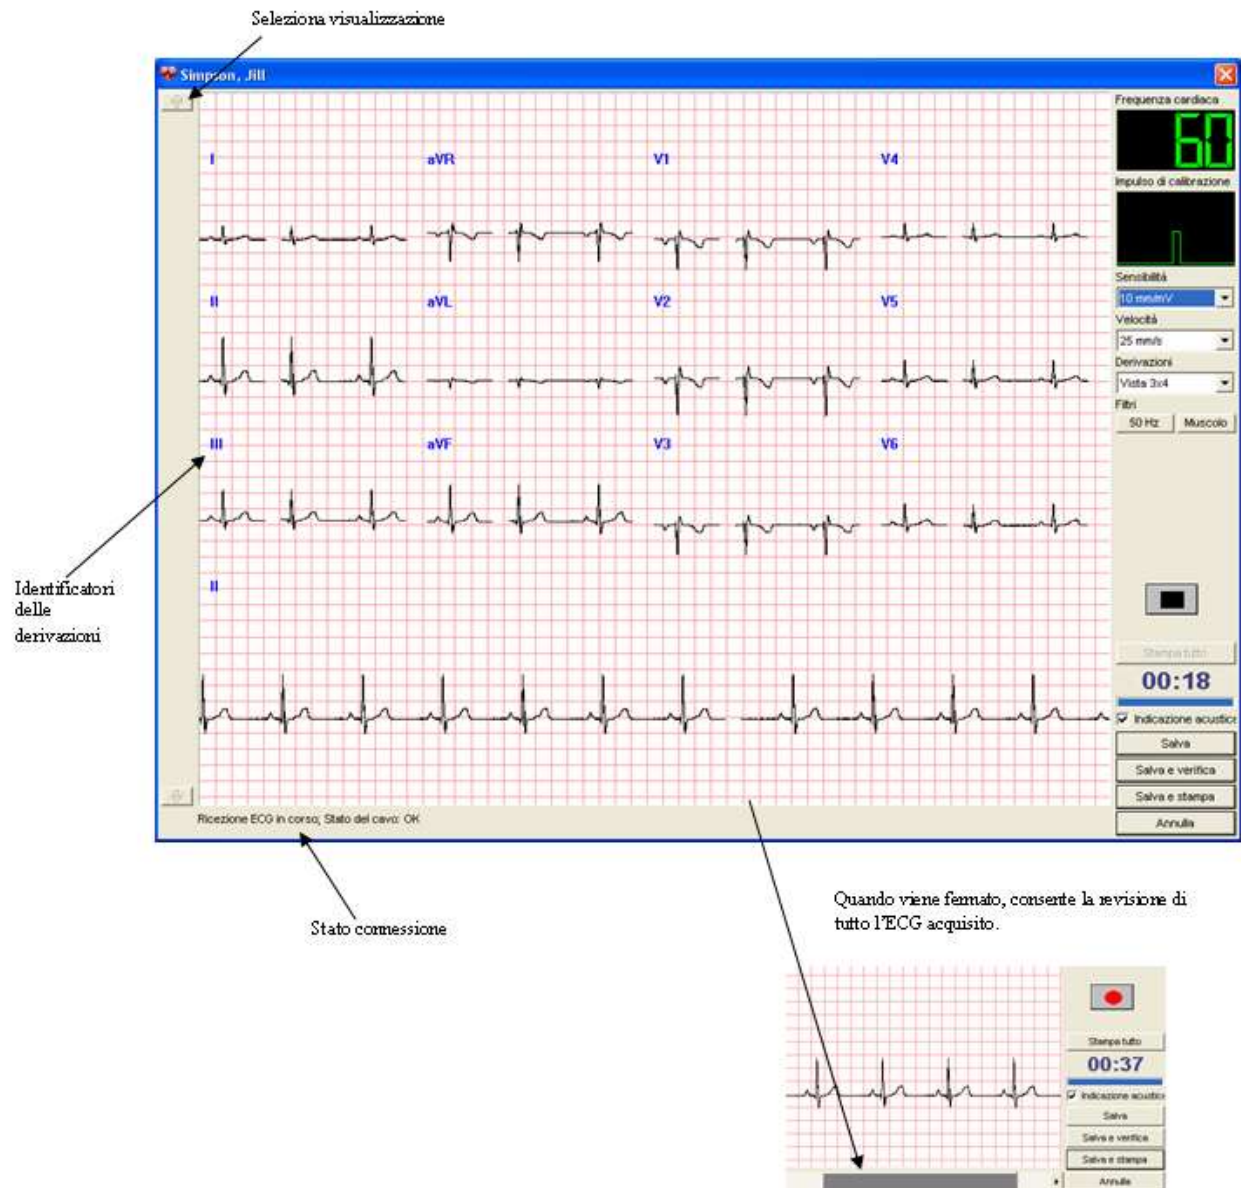 Seleziona visualizzazione
Simpson, Jill
Frequenza cardiaca
60
I aVR V1 V4
Impulso di calibrazione
II aVL V2 V5
Sensibilità
10 mm/mV
Velocità
25 mm/s
Derivazioni
Vista 3x4
Filtri
50 Hz Muscolo
III aVF V3 V6
Identificatori
delle
derivazioni
II
Stampa tutto
00:18
Indicazione acustica
Salva
Salva e verifica
Salva e stampa
Annulla
Ricezione ECG in corso; Stato del cavo: OK
Stato connessione
Quando viene fermato, consente la revisione di
tutto l'ECG acquisito.
Stampa tutto
00:37
Indicazione acustica
Salva
Salva e verifica
Salva e stampa
Annulla